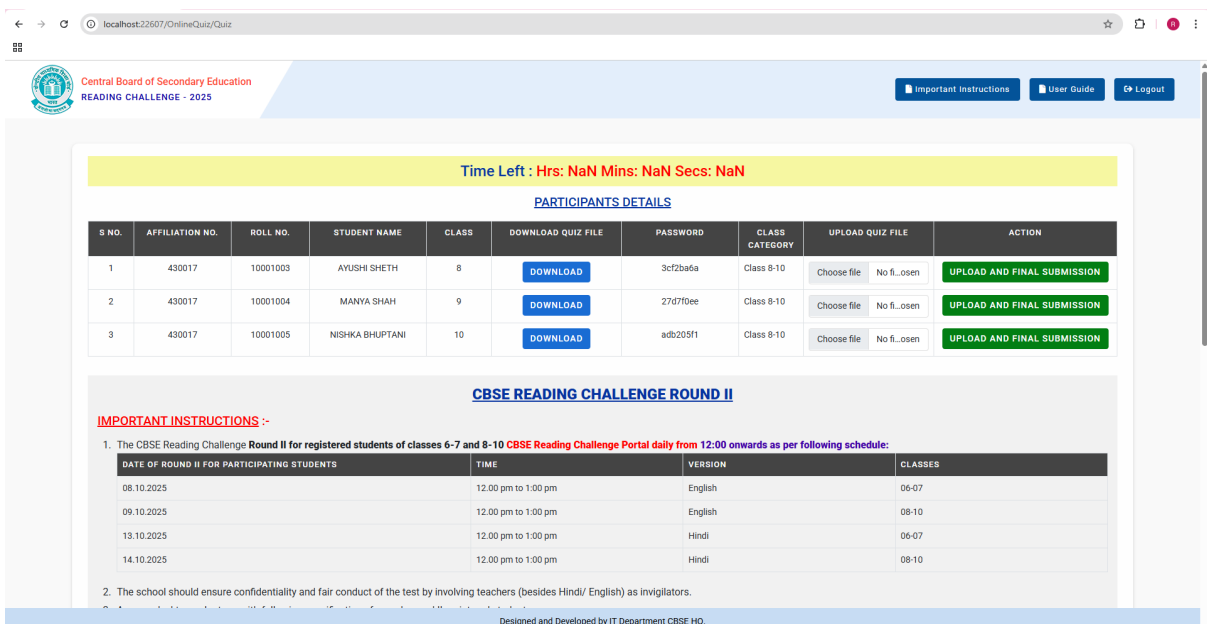 localhost:22607/OnlineQuiz/Quiz
R
Central Board of Secondary Education
READING CHALLENGE - 2025
Important Instructions
User Guide
Logout
Time Left : Hrs: NaN Mins: NaN Secs: NaN
PARTICIPANTS DETAILS
S NO. AFFILIATION NO. ROLL NO. STUDENT NAME CLASS DOWNLOAD QUIZ FILE PASSWORD CLASS CATEGORY UPLOAD QUIZ FILE ACTION
1 430017 10001003 AYUSHI SHETH 8 DOWNLOAD 3cf2ba6a Class 8-10 Choose file No fi...osen UPLOAD AND FINAL SUBMISSION
2 430017 10001004 MANYA SHAH 9 DOWNLOAD 27d7f0ee Class 8-10 Choose file No fi...osen UPLOAD AND FINAL SUBMISSION
3 430017 10001005 NISHKA BHUPTANI 10 DOWNLOAD adb205f1 Class 8-10 Choose file No fi...osen UPLOAD AND FINAL SUBMISSION
CBSE READING CHALLENGE ROUND II
IMPORTANT INSTRUCTIONS :-
1. The CBSE Reading Challenge Round II for registered students of classes 6-7 and 8-10 CBSE Reading Challenge Portal daily from 12:00 onwards as per following schedule:
DATE OF ROUND II FOR PARTICIPATING STUDENTS TIME VERSION CLASSES
08.10.2025 12.00 pm to 1:00 pm English 06-07
09.10.2025 12.00 pm to 1:00 pm English 08-10
13.10.2025 12.00 pm to 1:00 pm Hindi 06-07
14.10.2025 12.00 pm to 1:00 pm Hindi 08-10
2. The school should ensure confidentiality and fair conduct of the test by involving teachers (besides Hindi/ English) as invigilators.
Designed and Developed by IT Department CBSE HQ.